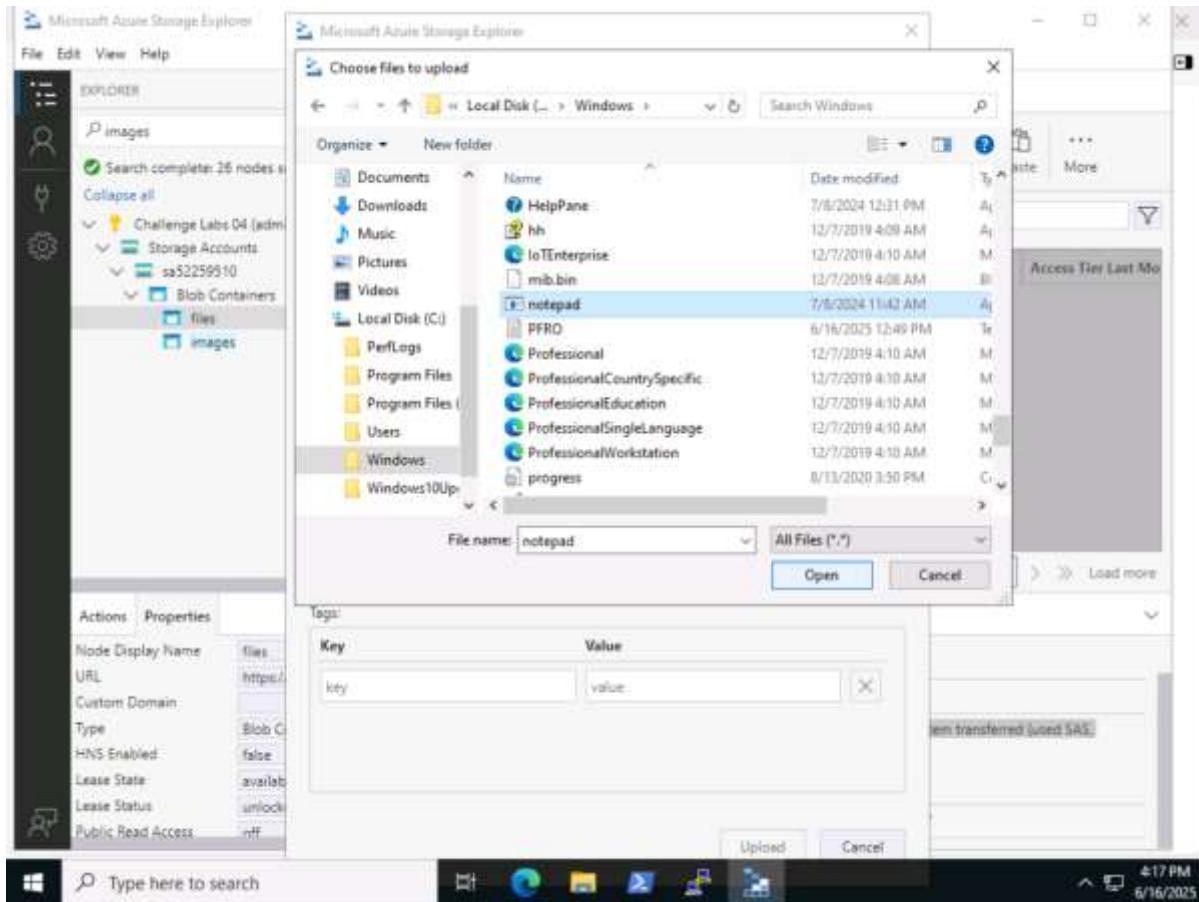 Microsoft Azure Storage Explorer
Microsoft Azure Storage Explorer
File Edit View Help
Choose files to upload
EXPLORER
« Local Disk (... › Windows ›
Search Windows
images
Organize
New folder
Search complete: 26 nodes
More
Collapse all
Challenge Labs 04
Storage Accounts
sa52259510
Blob Containers
files
images
Documents
Downloads
Music
Pictures
Videos
Local Disk (C:)
PerfLogs
Program Files
Program Files (
Users
Windows
Windows10Up
Name Date modified
HelpPane 7/8/2024 12:31 PM
hh 12/7/2019 4:09 AM
IoTEnterprise 12/7/2019 4:10 AM
mib.bin 12/7/2019 4:08 AM
notepad 7/8/2024 11:42 AM
PFRO 6/16/2025 12:49 PM
Professional 12/7/2019 4:10 AM
ProfessionalCountrySpecific 12/7/2019 4:10 AM
ProfessionalEducation 12/7/2019 4:10 AM
ProfessionalSingleLanguage 12/7/2019 4:10 AM
ProfessionalWorkstation 12/7/2019 4:10 AM
progress 8/13/2020 3:50 PM
Access Tier Last Mo
File name: notepad
All Files (*.*)
Open Cancel
Load more
Actions Properties
Tags:
Key Value
key value
Node Display Name files
URL https:/
Custom Domain
Type Blob C
HNS Enabled false
Lease State availab
Lease Status unlock
Public Read Access off
em transferred (used SAS,
Upload Cancel
Type here to search
4:17 PM
6/16/2025